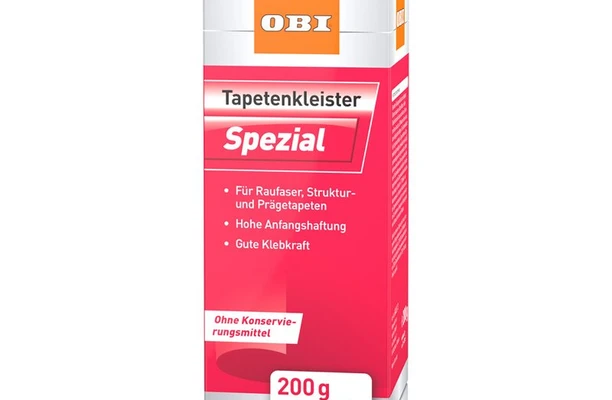 OBI
Tapetenkleister
Spezial
• Für Raufaser, Struktur-
und Prägetapeten
• Hohe Anfangshaftung
• Gute Klebkraft
Ohne Konservie-
rungsmittel
200 g